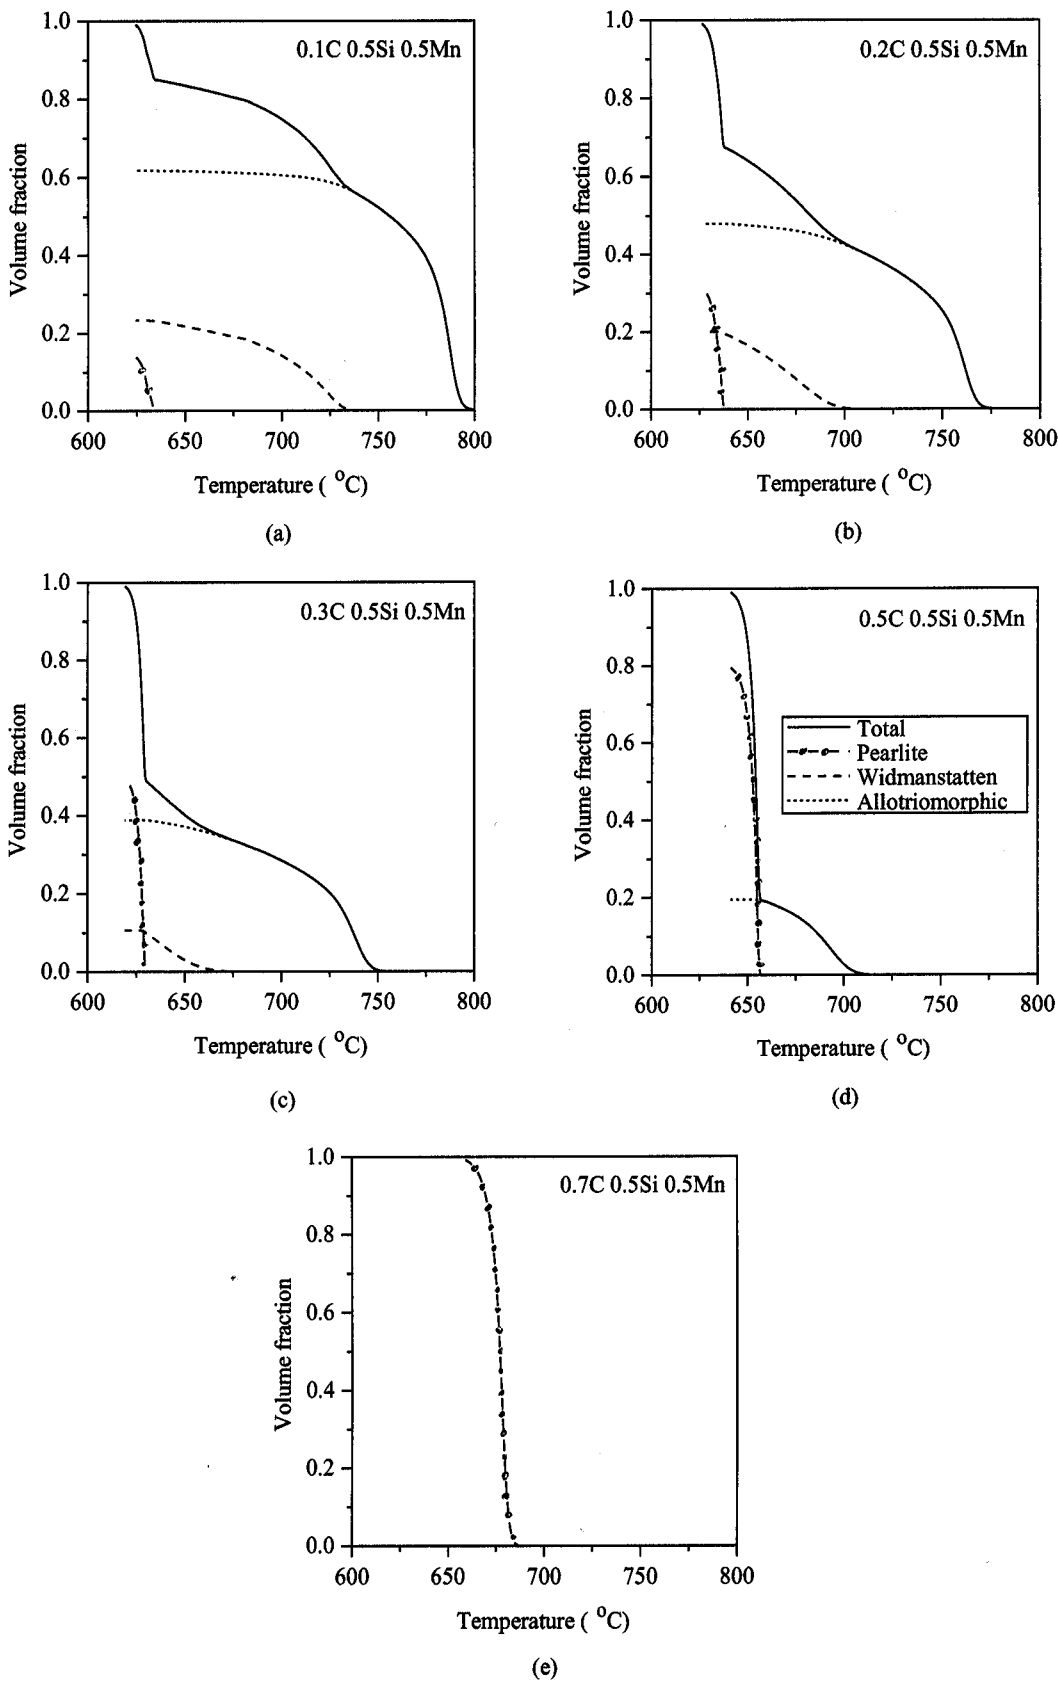 1.0
0.8
0.6
0.4
0.2
0.0
Volume fraction
0.1C 0.5Si 0.5Mn
600 650 700 750 800
Temperature ( °C)
(a)
1.0
0.8
0.6
0.4
0.2
0.0
Volume fraction
0.2C 0.5Si 0.5Mn
600 650 700 750 800
Temperature ( °C)
(b)
1.0
0.8
0.6
0.4
0.2
0.0
Volume fraction
0.3C 0.5Si 0.5Mn
600 650 700 750 800
Temperature ( °C)
(c)
1.0
0.8
0.6
0.4
0.2
0.0
Volume fraction
0.5C 0.5Si 0.5Mn
Total
Pearlite
Widmanstatten
Allotriomorphic
600 650 700 750 800
Temperature ( °C)
(d)
1.0
0.8
0.6
0.4
0.2
0.0
Volume fraction
0.7C 0.5Si 0.5Mn
600 650 700 750 800
Temperature ( °C)
(e)